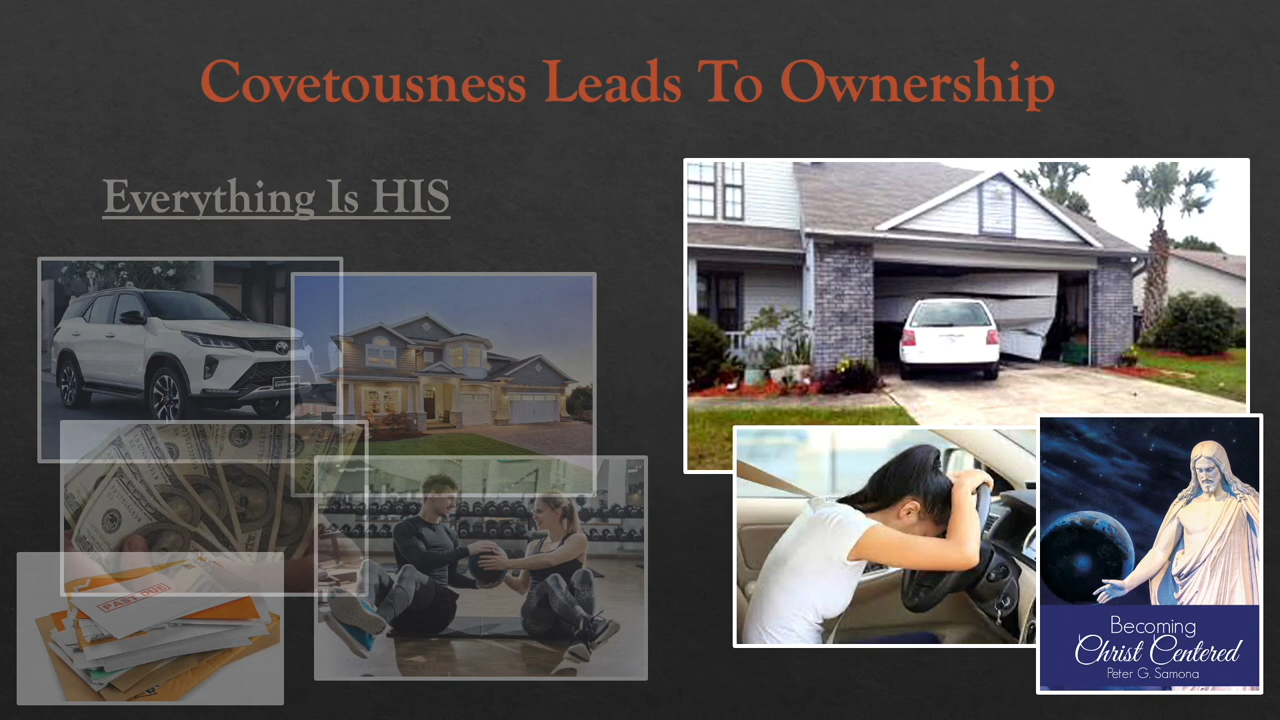 Covetousness Leads To Ownership
Everything Is HIS
PAST DUE
Becoming
Christ Centered
Peter G. Samona